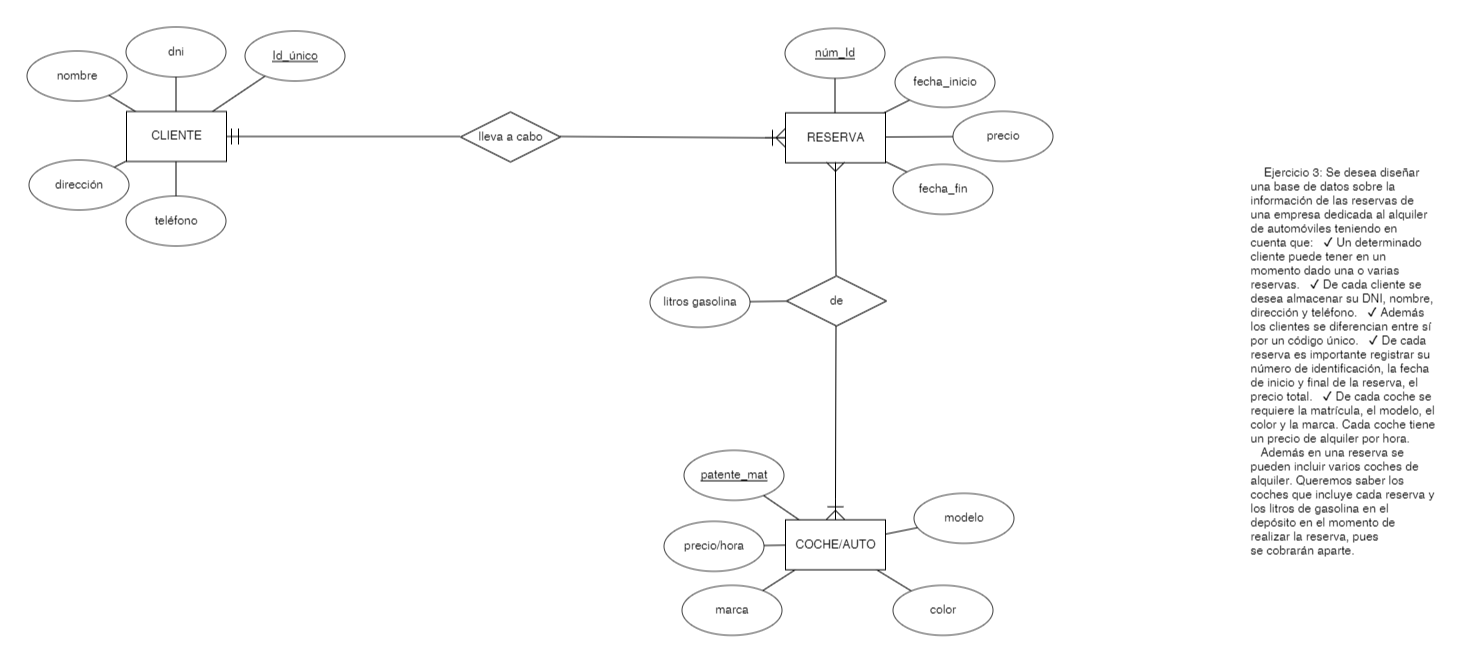 dni
Id_único
nombre
CLIENTE
dirección
teléfono
lleva a cabo
núm_Id
fecha_inicio
RESERVA
precio
fecha_fin
litros gasolina
de
patente_mat
modelo
precio/hora
COCHE/AUTO
marca
color
Ejercicio 3: Se desea diseñar
una base de datos sobre la
información de las reservas de
una empresa dedicada al alquiler
de automóviles teniendo en
cuenta que: ✓ Un determinado
cliente puede tener en un
momento dado una o varias
reservas. ✓ De cada cliente se
desea almacenar su DNI, nombre,
dirección y teléfono. ✓ Además
los clientes se diferencian entre sí
por un código único. ✓ De cada
reserva es importante registrar su
número de identificación, la fecha
de inicio y final de la reserva, el
precio total. ✓ De cada coche se
requiere la matrícula, el modelo, el
color y la marca. Cada coche tiene
un precio de alquiler por hora.
Además en una reserva se
pueden incluir varios coches de
alquiler. Queremos saber los
coches que incluye cada reserva y
los litros de gasolina en el
depósito en el momento de
realizar la reserva, pues
se cobrarán aparte.